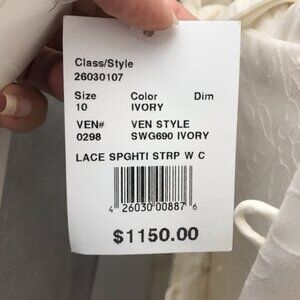 Class/Style
26030107
Size Color Dim
10 IVORY
VEN# VEN STYLE
0298 SWG690 IVORY
LACE SPGHTI STRP W C
4 26030 00887 6
$1150.00